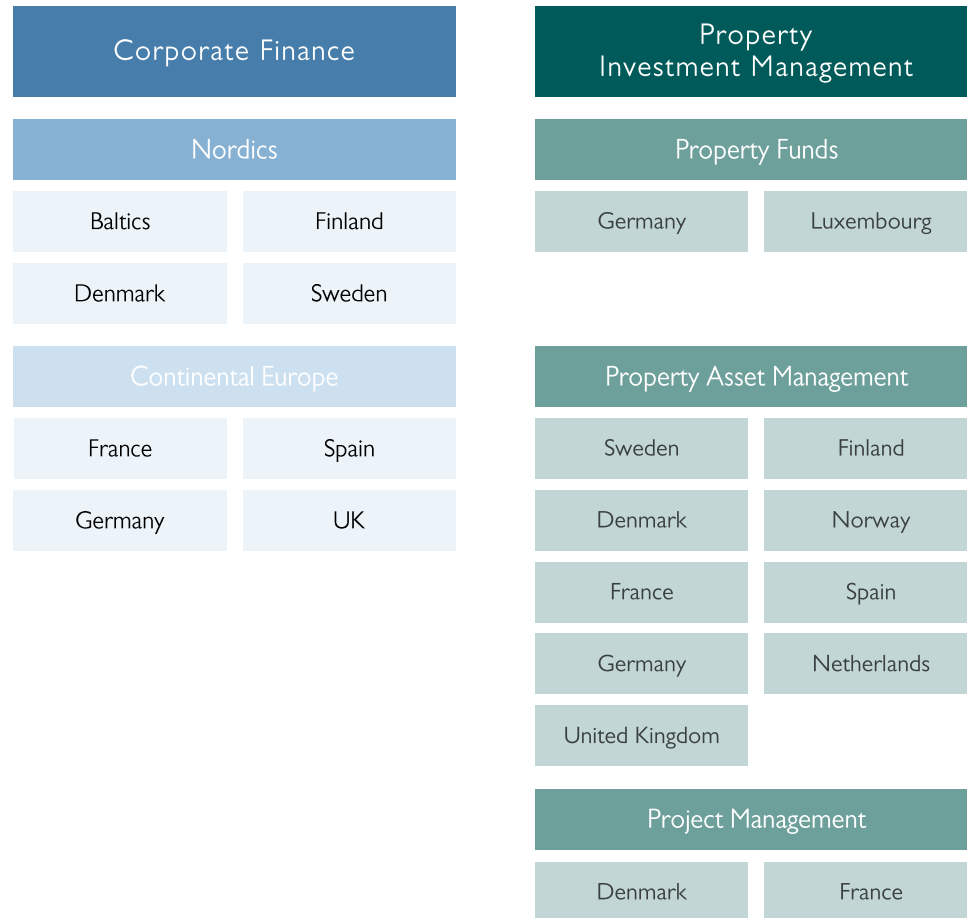 Corporate Finance
Nordics
Baltics
Finland
Denmark
Sweden
Continental Europe
France
Spain
Germany
UK
Property
Investment Management
Property Funds
Germany
Luxembourg
Property Asset Management
Sweden
Finland
Denmark
Norway
France
Spain
Germany
Netherlands
United Kingdom
Project Management
Denmark
France